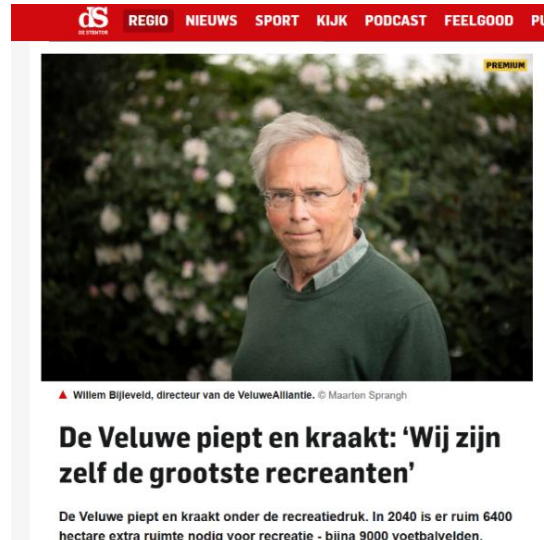 dS
DE STENTOR
REGIO NIEUWS SPORT KIJK PODCAST FEELGOOD
PREMIUM
Willem Bijleveld, directeur van de VeluweAlliantie. © Maarten Sprangh
De Veluwe piept en kraakt: ‘Wij zijn
zelf de grootste recreanten’
De Veluwe piept en kraakt onder de recreatiedruk. In 2040 is er ruim 6400
hectare extra ruimte nodig voor recreatie - bijna 9000 voetbalvelden.